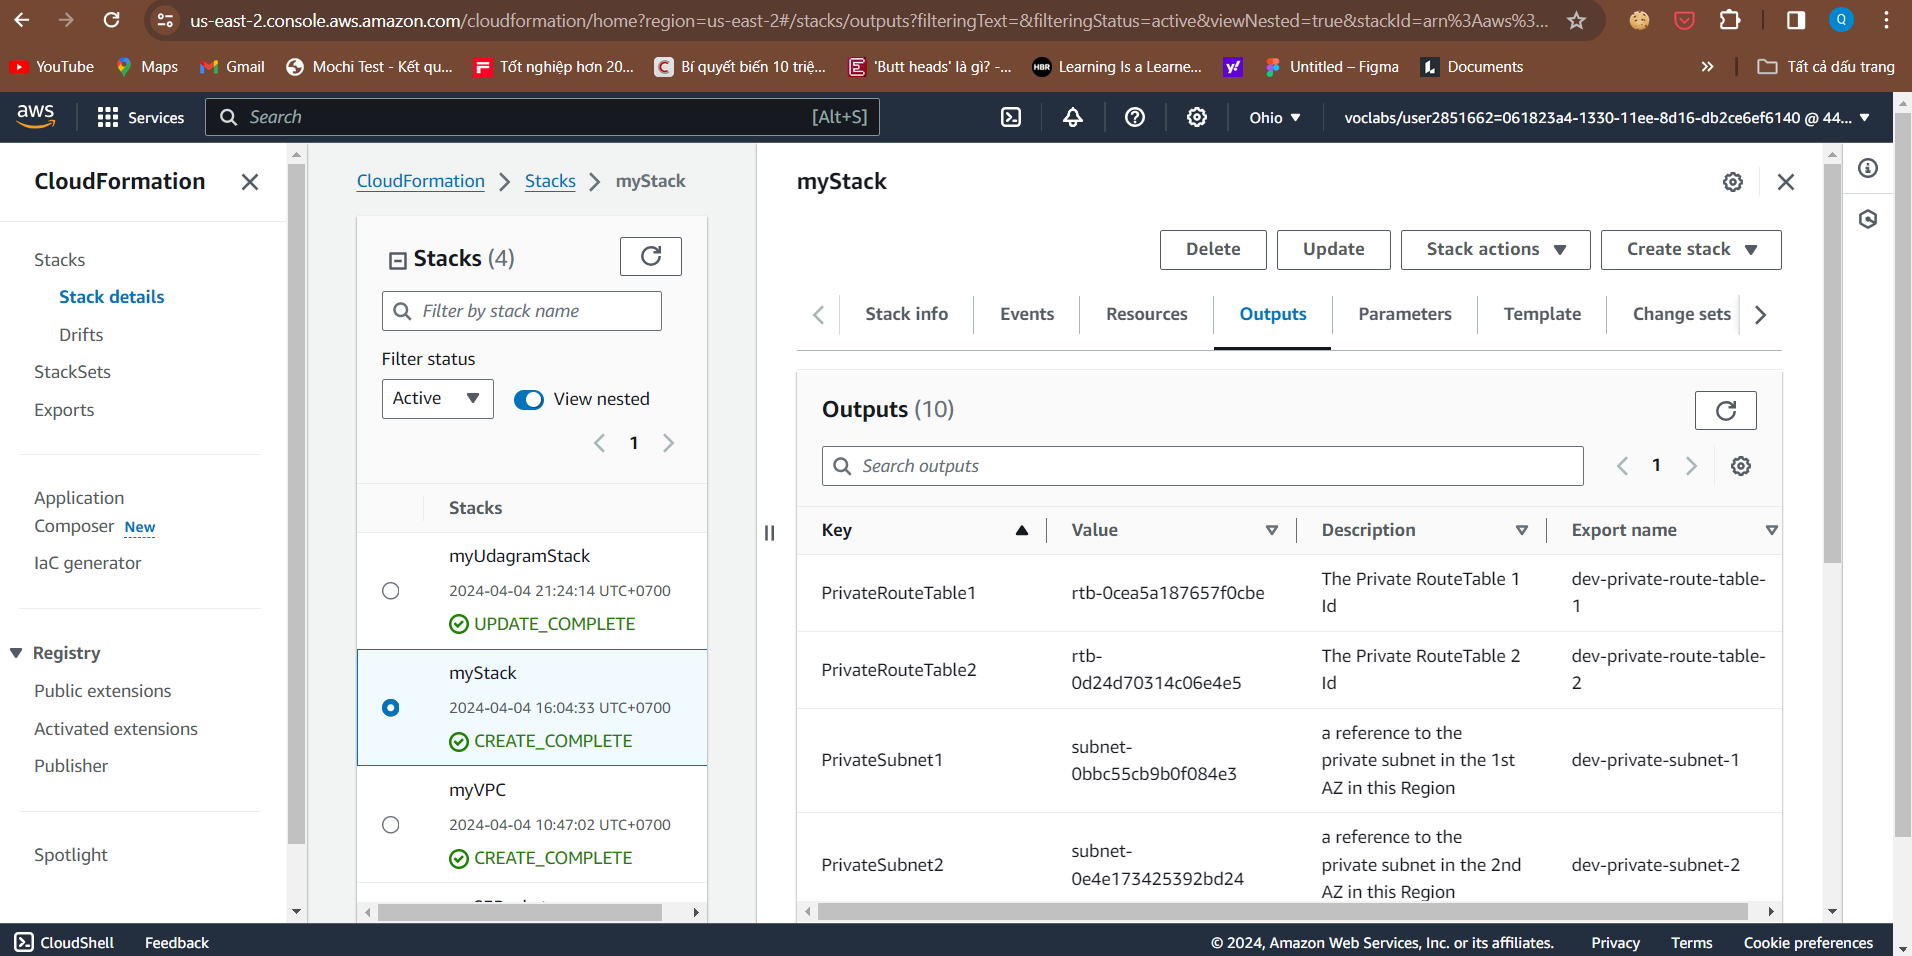 us-east-2.console.aws.amazon.com/cloudformation/home?region=us-east-2#/stacks/outputs?filteringText=&filteringStatus=active&viewNested=true&stackId=arn%3Aaws%3...
Q
YouTube
Maps
Gmail
Mochi Test - Kết qu...
Tốt nghiệp hơn 20...
Bí quyết biến 10 triệ...
'Butt heads' là gì? -...
HBR
Learning Is a Learne...
y!
Untitled – Figma
Documents
»
Tất cả dấu trang
aws
Services
Search
[Alt+S]
Ohio
voclabs/user2851662=061823a4-1330-11ee-8d16-db2ce6ef6140 @ 44...
CloudFormation
Stacks
Stack details
Drifts
StackSets
Exports
Application
Composer New
IaC generator
Registry
Public extensions
Activated extensions
Publisher
Spotlight
CloudFormation > Stacks > myStack
Stacks (4)
Filter by stack name
Filter status
Active
View nested
1
Stacks
myUdagramStack
2024-04-04 21:24:14 UTC+0700
UPDATE_COMPLETE
myStack
2024-04-04 16:04:33 UTC+0700
CREATE_COMPLETE
myVPC
2024-04-04 10:47:02 UTC+0700
CREATE_COMPLETE
myStack
Delete
Update
Stack actions
Create stack
Stack info
Events
Resources
Outputs
Parameters
Template
Change sets
Outputs (10)
Search outputs
1
Key
Value
Description
Export name
PrivateRouteTable1
rtb-0cea5a187657f0cbe
The Private RouteTable 1
Id
dev-private-route-table-
1
PrivateRouteTable2
rtb-
0d24d70314c06e4e5
The Private RouteTable 2
Id
dev-private-route-table-
2
PrivateSubnet1
subnet-
0bbc55cb9b0f084e3
a reference to the
private subnet in the 1st
AZ in this Region
dev-private-subnet-1
PrivateSubnet2
subnet-
0e4e173425392bd24
a reference to the
private subnet in the 2nd
AZ in this Region
dev-private-subnet-2
CloudShell
Feedback
© 2024, Amazon Web Services, Inc. or its affiliates.
Privacy
Terms
Cookie preferences